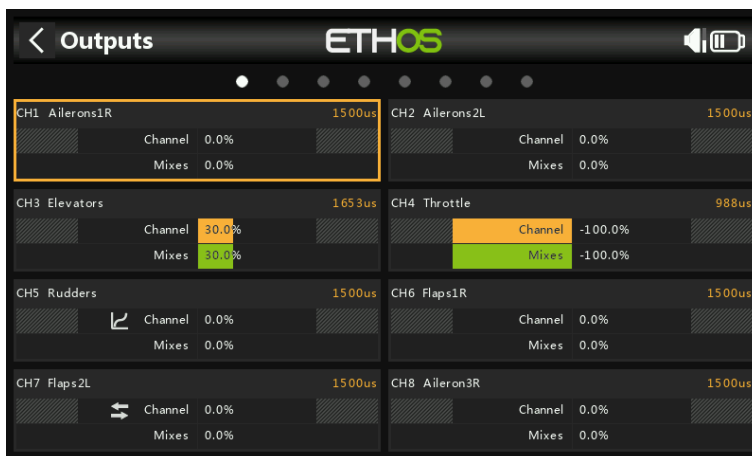 Outputs
ETHOS
CH1 Ailerons1R 1500us
Channel 0.0%
Mixes 0.0%
CH2 Ailerons2L 1500us
Channel 0.0%
Mixes 0.0%
CH3 Elevators 1653us
Channel 30.0%
Mixes 30.0%
CH4 Throttle 988us
Channel -100.0%
Mixes -100.0%
CH5 Rudders 1500us
Channel 0.0%
Mixes 0.0%
CH6 Flaps1R 1500us
Channel 0.0%
Mixes 0.0%
CH7 Flaps2L 1500us
Channel 0.0%
Mixes 0.0%
CH8 Aileron3R 1500us
Channel 0.0%
Mixes 0.0%